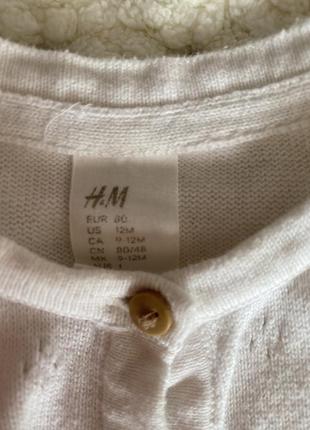 H&M
EUR 80
US 12M
CA 9-12M
CN 80/48
MX 9-12M